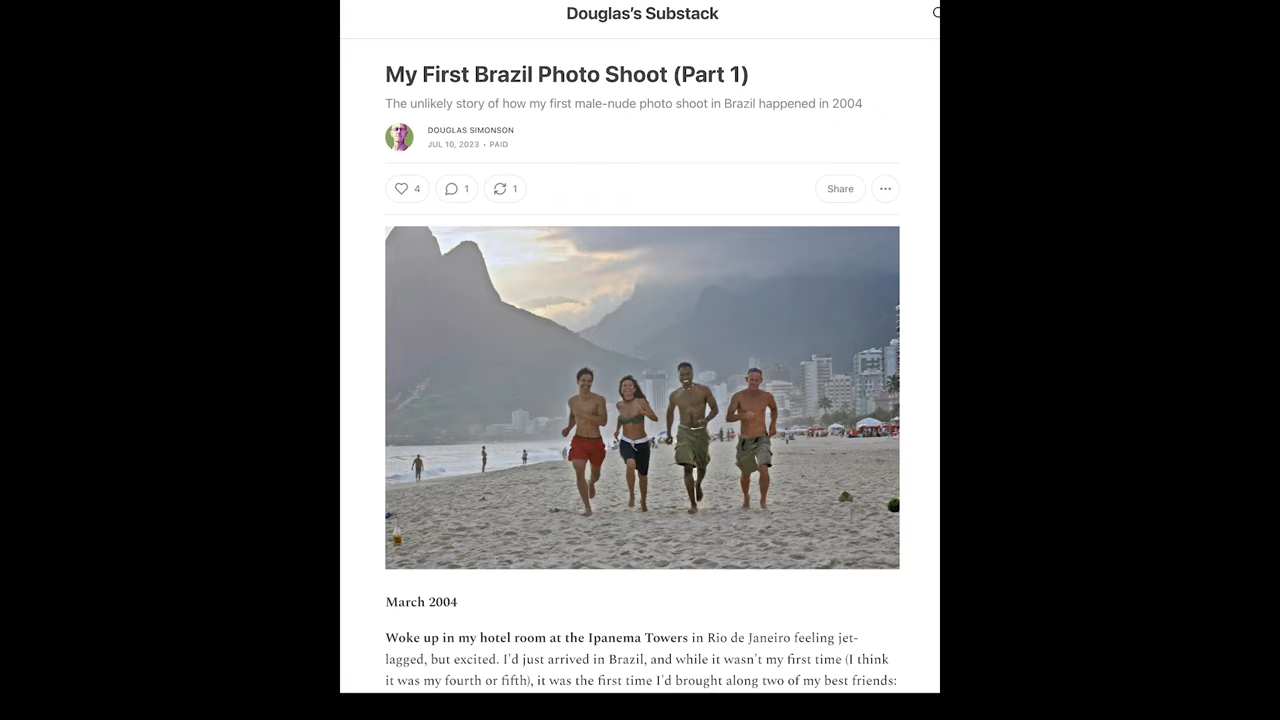 Douglas's Substack
My First Brazil Photo Shoot (Part 1)
The unlikely story of how my first male-nude photo shoot in Brazil happened in 2004
DOUGLAS SIMONSON
JUL 10, 2023 • PAID
4
1
1
Share
March 2004
Woke up in my hotel room at the Ipanema Towers in Rio de Janeiro feeling jet-
lagged, but excited. I'd just arrived in Brazil, and while it wasn't my first time (I think
it was my fourth or fifth), it was the first time I'd brought along two of my best friends: